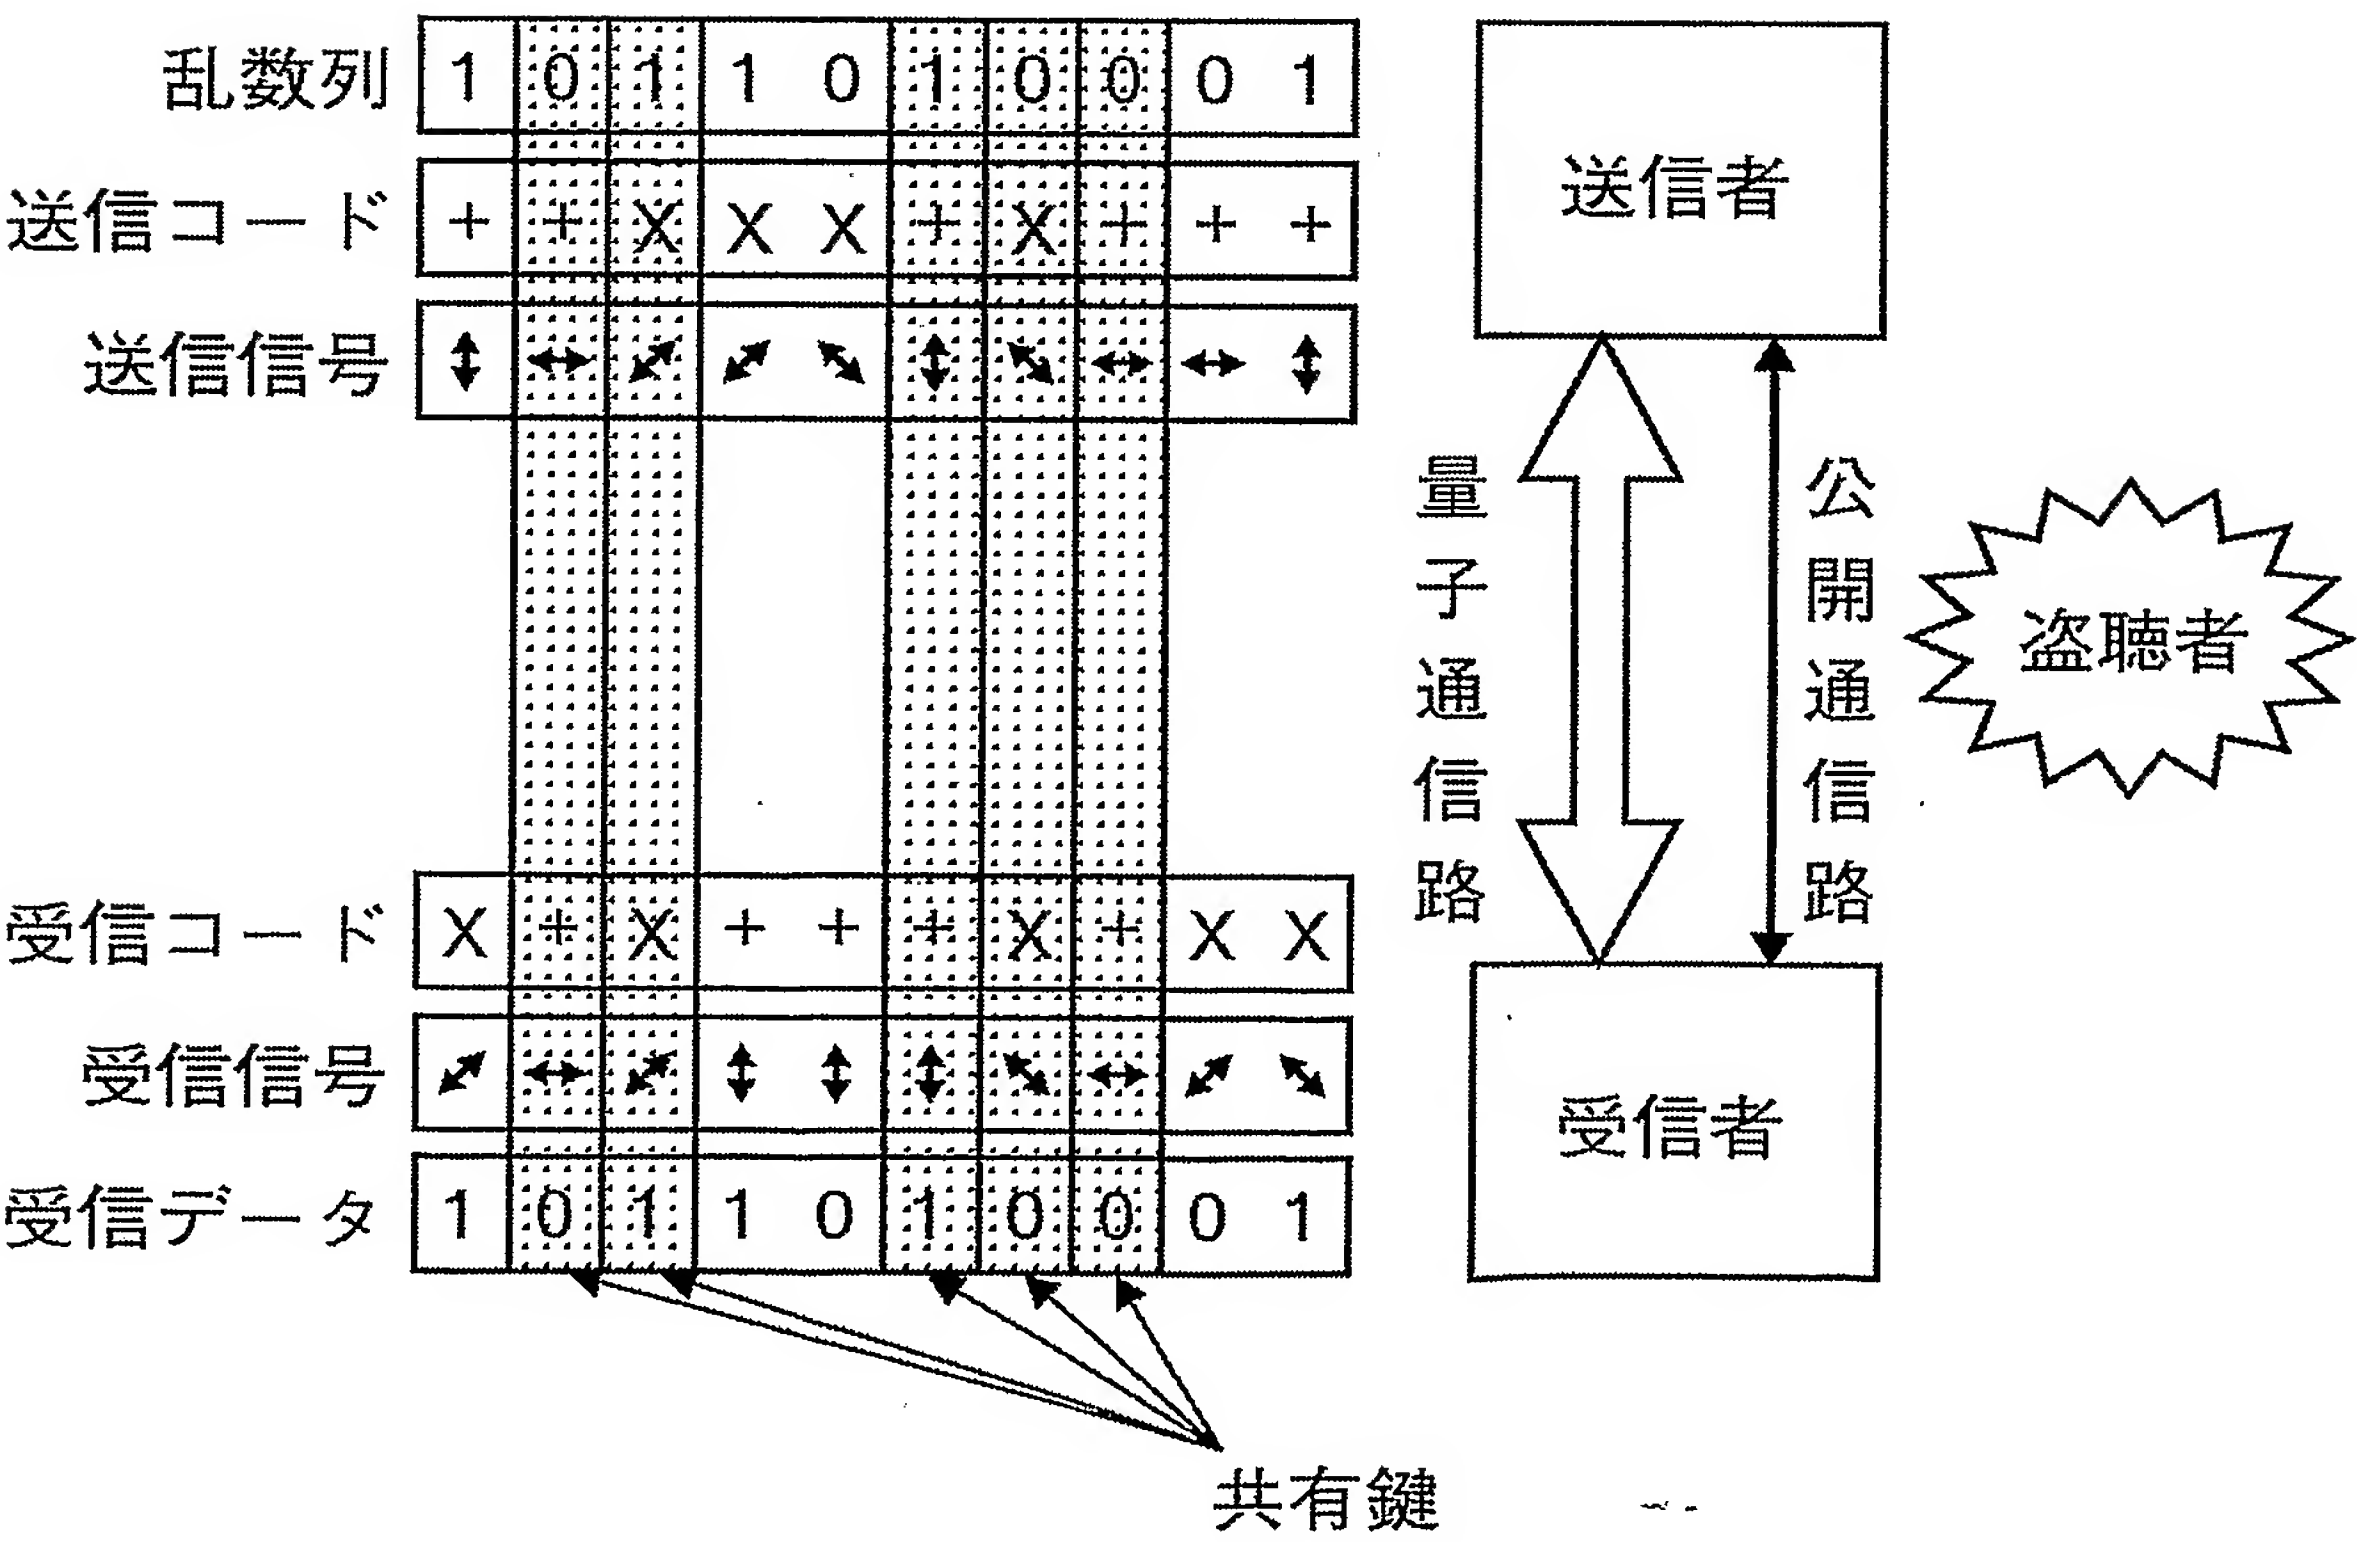 乱数列 1 0 1 1 0 1 0 0 0 1
送信コード + + X X X + X + + +
送信信号 ↕ ↔ ⤢ ⤢ ⤡ ↕ ⤡ ↔ ↔ ↕
受信コード X + X + + + X + X X
受信信号 ⤢ ↔ ⤢ ↕ ↕ ↕ ⤡ ↔ ⤢ ⤡
受信データ 1 0 1 1 0 1 0 0 0 1
共有鍵
送信者
量子通信路
公開通信路
盗聴者
受信者